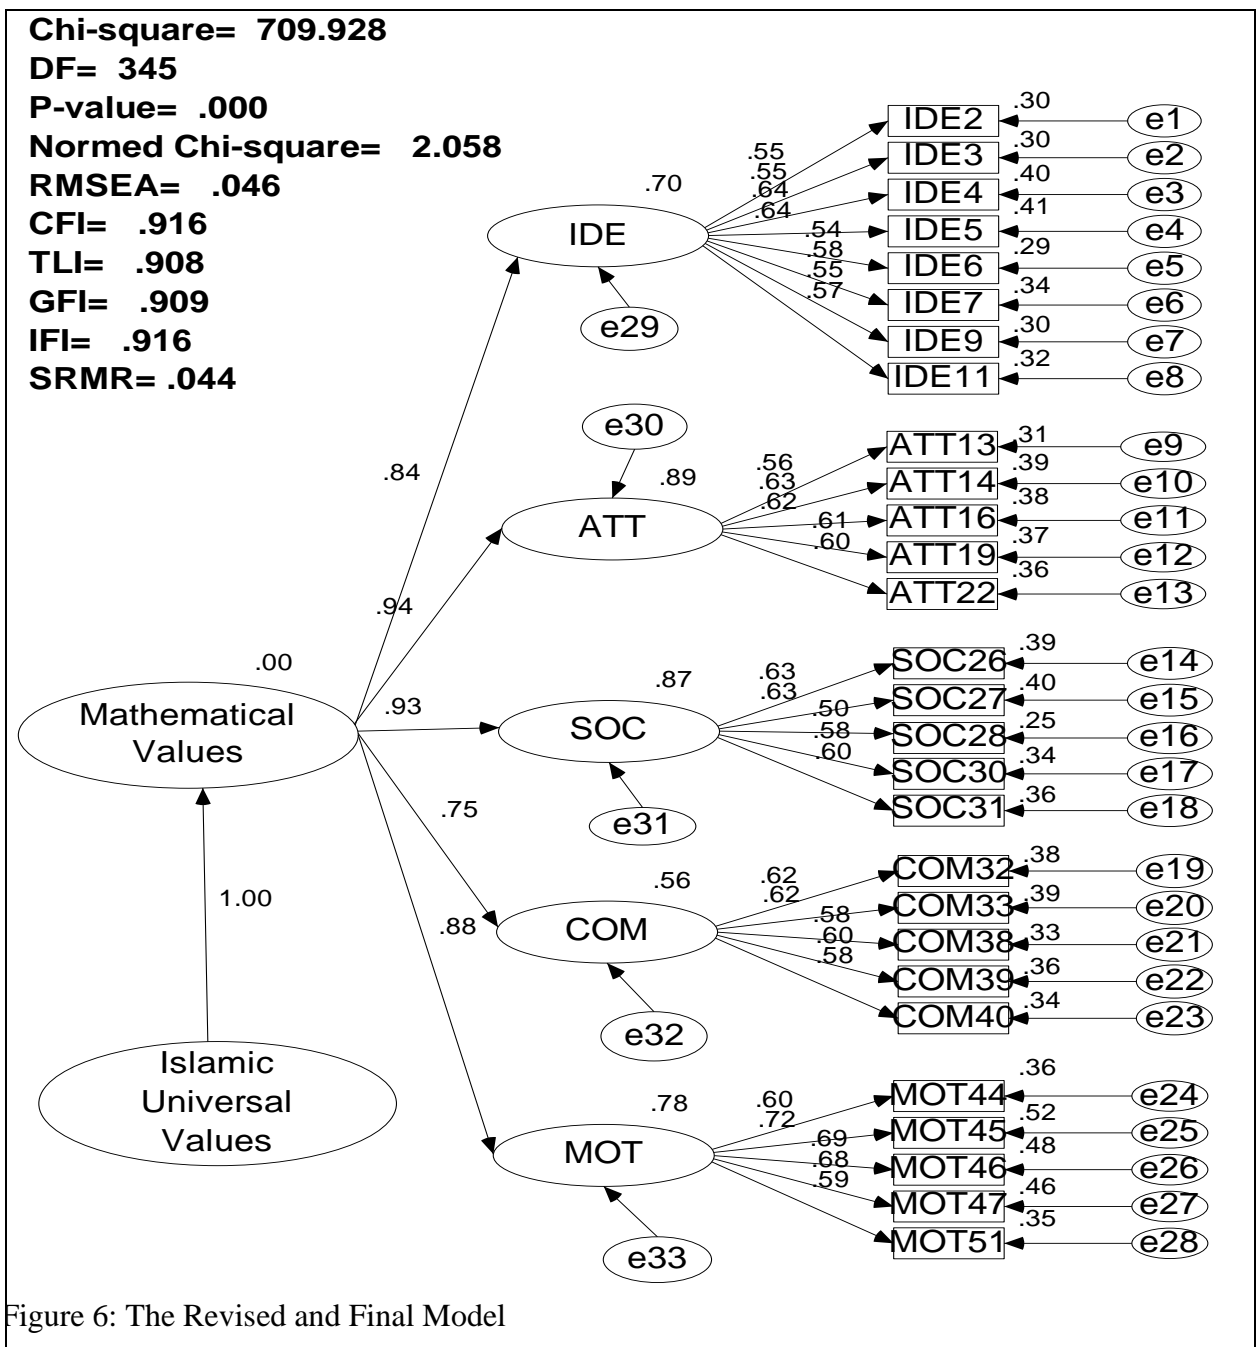 Chi-square= 709.928
DF= 345
P-value= .000
Normed Chi-square= 2.058
RMSEA= .046
CFI= .916
TLI= .908
GFI= .909
IFI= .916
SRMR= .044
.70
IDE
e29
.55
.55
.64
.64
.54
.58
.55
.57
IDE2
.30
e1
IDE3
.30
e2
IDE4
.40
e3
IDE5
.41
e4
IDE6
.29
e5
IDE7
.34
e6
IDE9
.30
e7
IDE11
.32
e8
e30
.84
.89
ATT
.56
.63
.62
.61
.60
ATT13
.31
e9
ATT14
.39
e10
ATT16
.38
e11
ATT19
.37
e12
ATT22
.36
e13
.94
.00
Mathematical
Values
.93
.87
SOC
e31
.63
.63
.50
.58
.60
SOC26
.39
e14
SOC27
.40
e15
SOC28
.25
e16
SOC30
.34
e17
SOC31
.36
e18
.75
1.00
.56
COM
e32
.62
.62
.58
.60
.58
COM32
.38
e19
COM33
.39
e20
COM38
.33
e21
COM39
.36
e22
COM40
.34
e23
.88
Islamic
Universal
Values
.78
MOT
e33
.60
.72
.69
.68
.59
MOT44
.36
e24
MOT45
.52
e25
MOT46
.48
e26
MOT47
.46
e27
MOT51
.35
e28
Figure 6: The Revised and Final Model